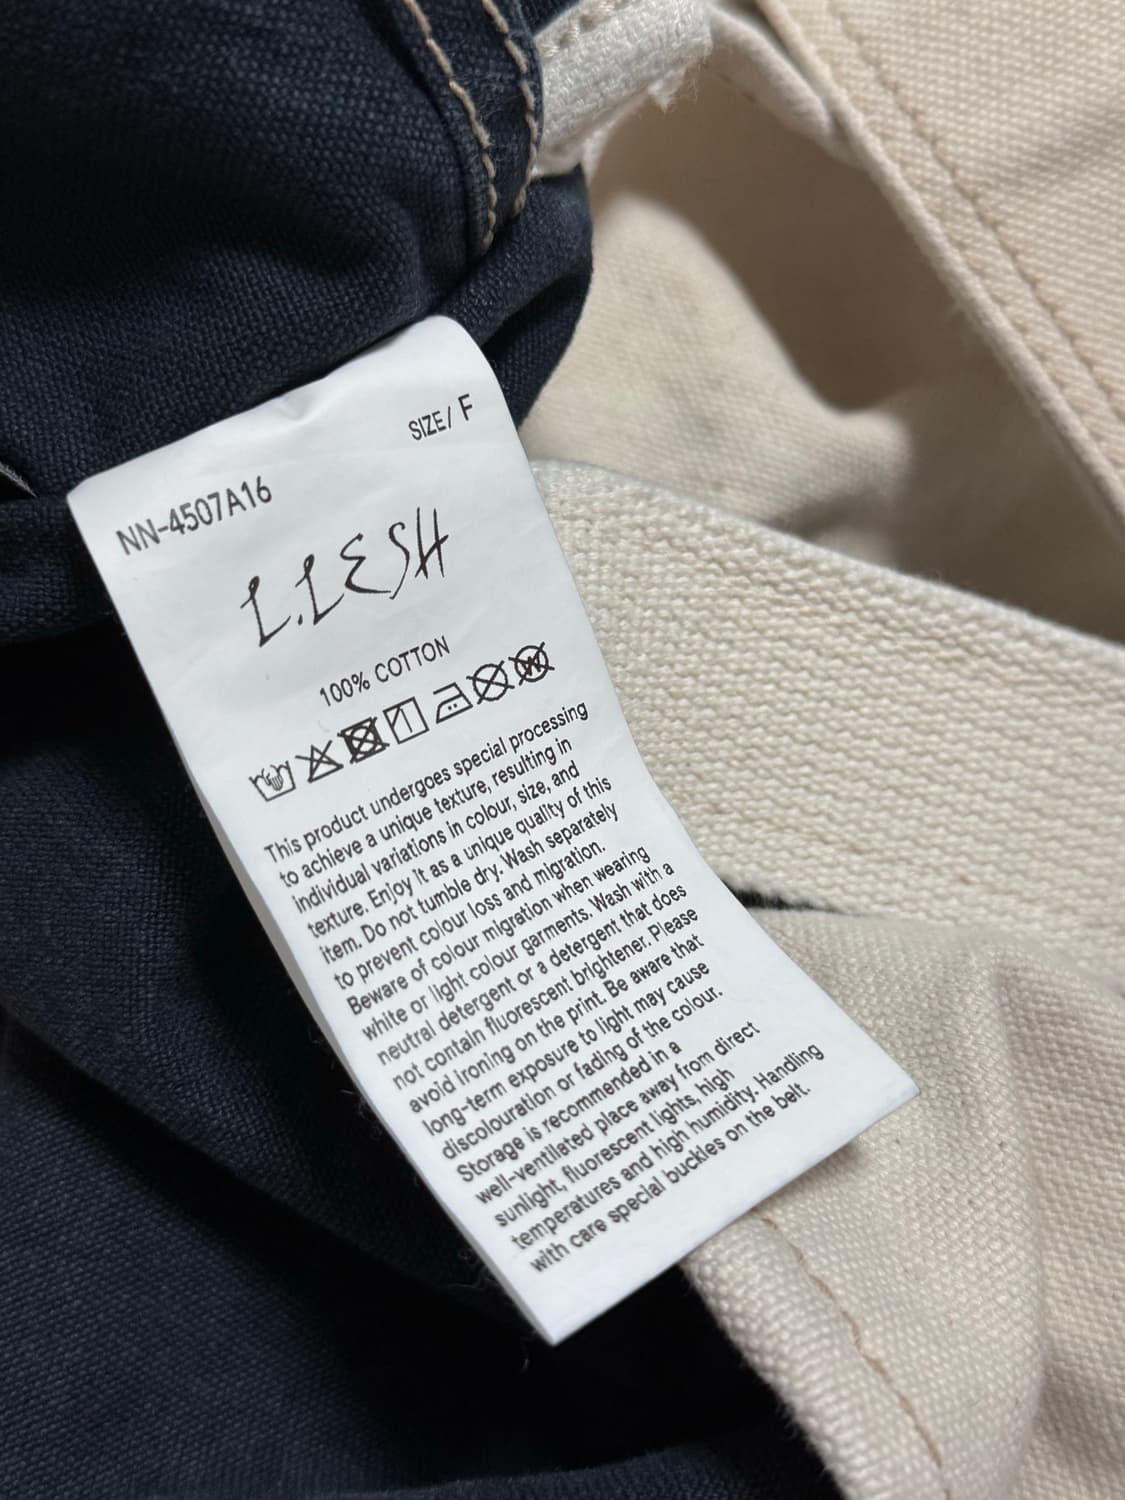 SIZE/ F
NN-4507A16
L.LESH
100% COTTON
This product undergoes special processing
to achieve a unique texture, resulting in
individual variations in colour, size, and
texture. Enjoy it as a unique quality of this
item. Do not tumble dry. Wash separately
to prevent colour loss and migration.
Beware of colour migration when wearing
white or light colour garments. Wash with a
neutral detergent or a detergent that does
not contain fluorescent brightener. Please
avoid ironing on the print. Be aware that
long-term exposure to light may cause
discolouration or fading of the colour.
Storage is recommended in a
well-ventilated place away from direct
sunlight, fluorescent lights, high
temperatures and high humidity. Handling
with care special buckles on the belt.